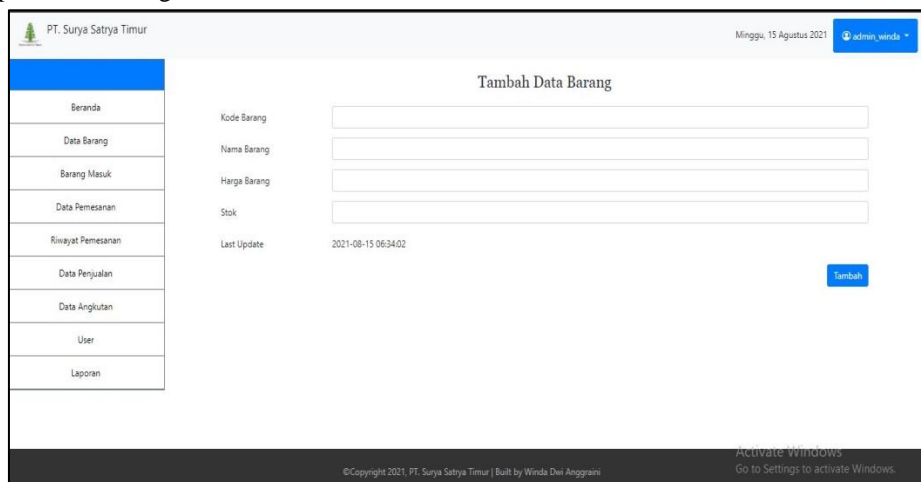 PT. Surya Satrya Timur
Minggu, 15 Agustus 2021
admin_winda
Tambah Data Barang
Beranda
Data Barang
Barang Masuk
Data Pemesanan
Riwayat Pemesanan
Data Penjualan
Data Angkutan
User
Laporan
Kode Barang
Nama Barang
Harga Barang
Stok
Last Update 2021-08-15 06:34:02
Tambah
Activate Windows
Go to Settings to activate Windows.
©Copyright 2021, PT. Surya Satrya Timur | Built by Winda Dwi Anggraini